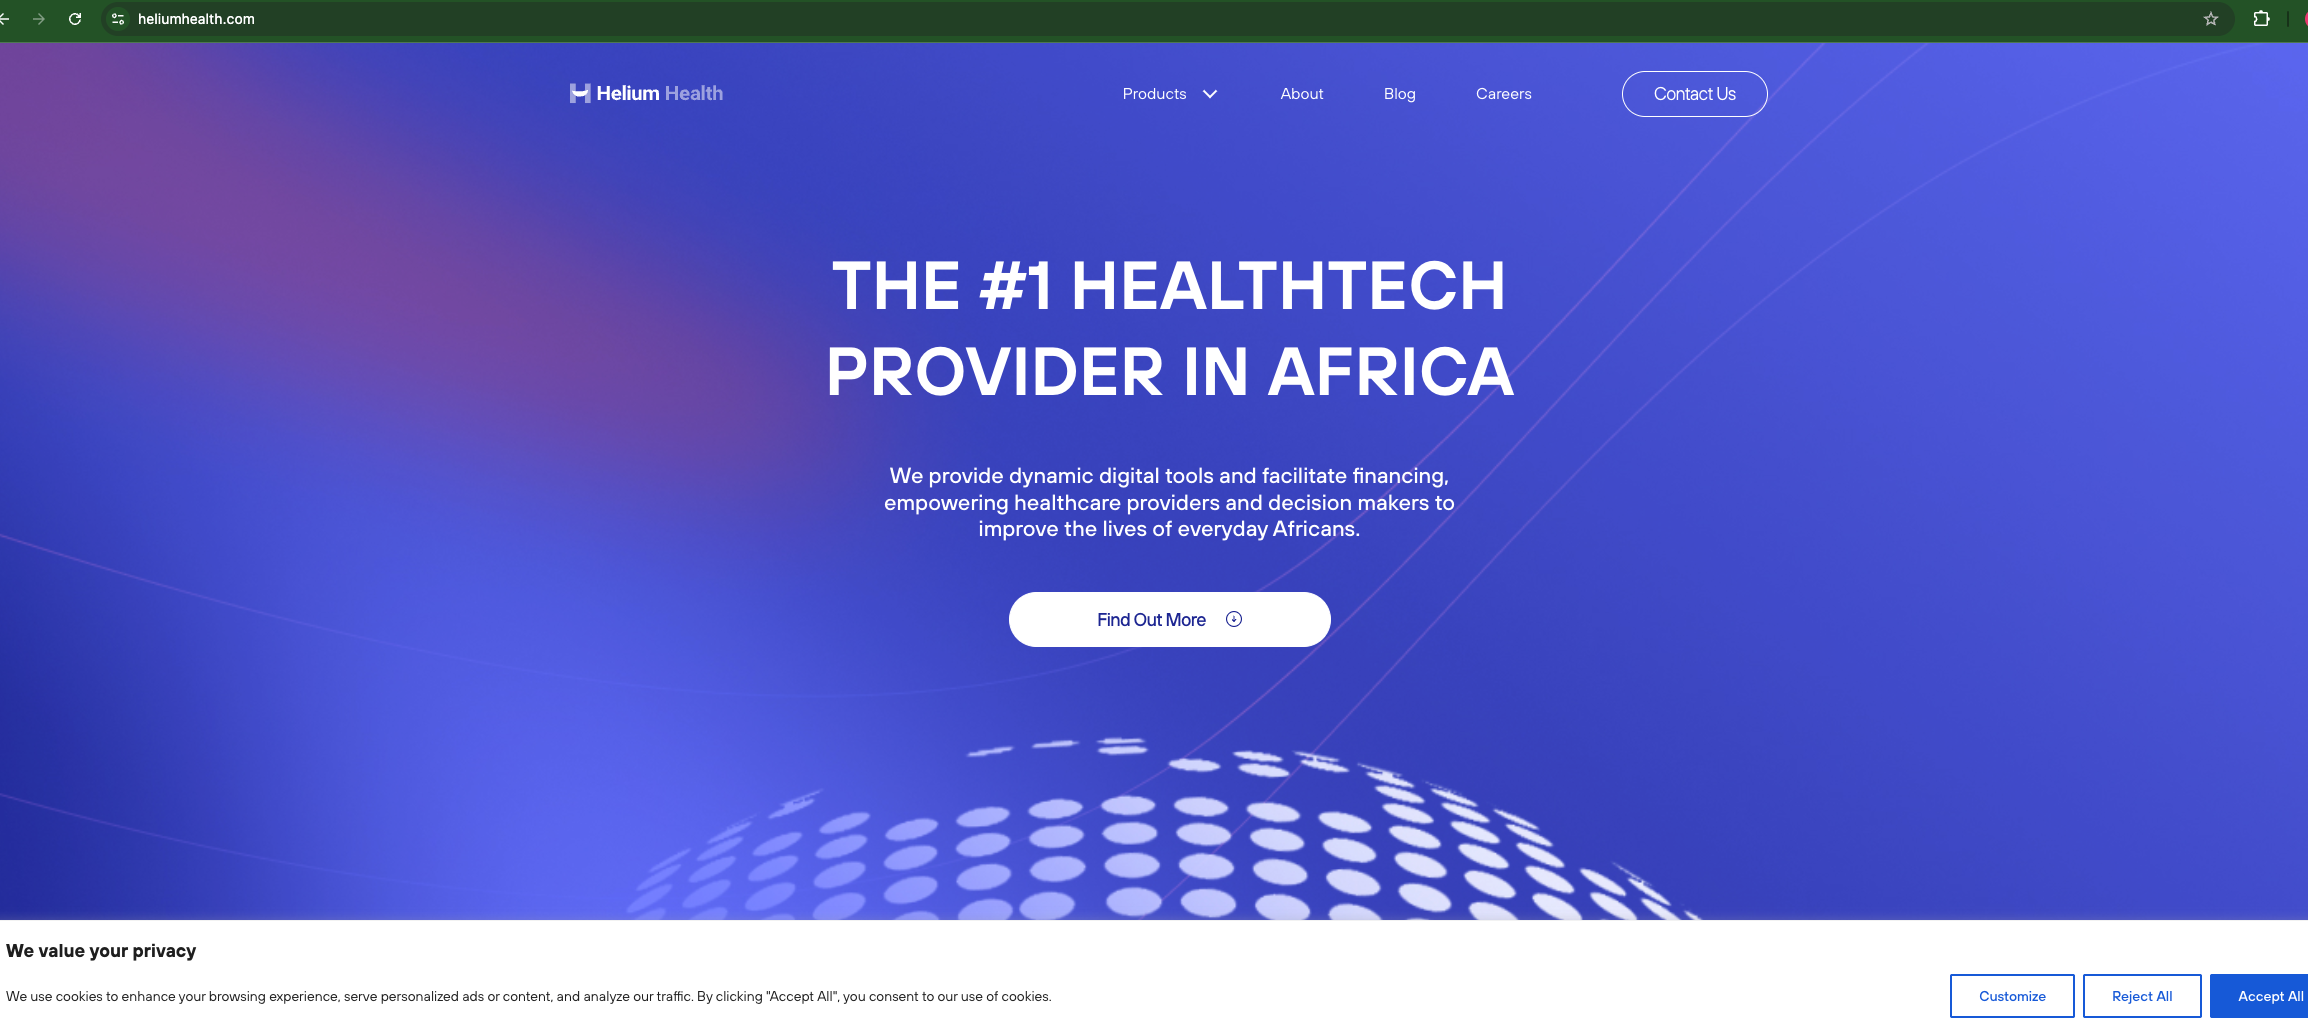 heliumhealth.com
Helium Health
Products
About
Blog
Careers
Contact Us
THE #1 HEALTHTECH
PROVIDER IN AFRICA
We provide dynamic digital tools and facilitate financing,
empowering healthcare providers and decision makers to
improve the lives of everyday Africans.
Find Out More
We value your privacy
We use cookies to enhance your browsing experience, serve personalized ads or content, and analyze our traffic. By clicking "Accept All", you consent to our use of cookies.
Customize
Reject All
Accept All